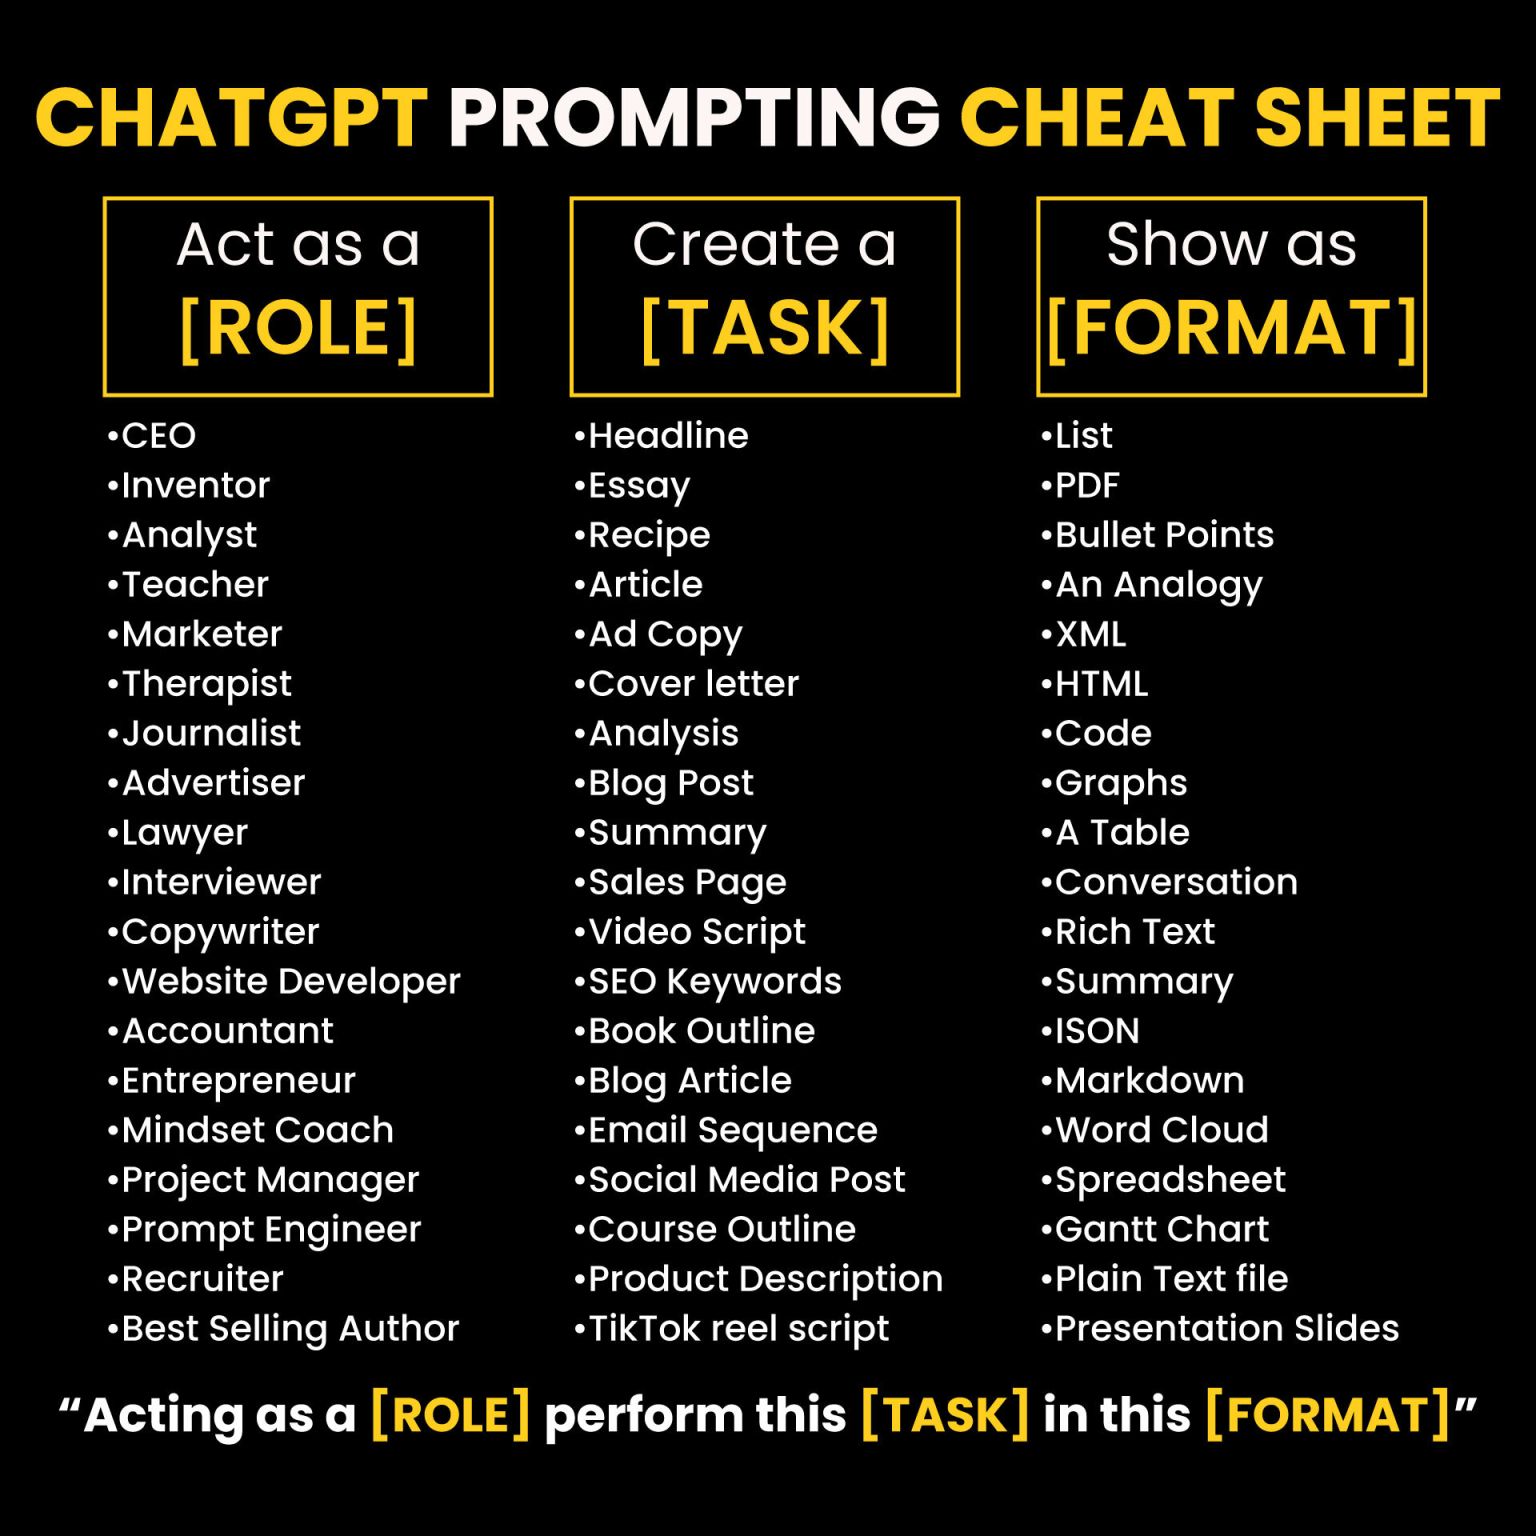 CHATGPT PROMPTING CHEAT SHEET
Act as a
[ROLE]
•CEO
•Inventor
•Analyst
•Teacher
•Marketer
•Therapist
•Journalist
•Advertiser
•Lawyer
•Interviewer
•Copywriter
•Website Developer
•Accountant
•Entrepreneur
•Mindset Coach
•Project Manager
•Prompt Engineer
•Recruiter
•Best Selling Author
Create a
[TASK]
•Headline
•Essay
•Recipe
•Article
•Ad Copy
•Cover letter
•Analysis
•Blog Post
•Summary
•Sales Page
•Video Script
•SEO Keywords
•Book Outline
•Blog Article
•Email Sequence
•Social Media Post
•Course Outline
•Product Description
•TikTok reel script
Show as
[FORMAT]
•List
•PDF
•Bullet Points
•An Analogy
•XML
•HTML
•Code
•Graphs
•A Table
•Conversation
•Rich Text
•Summary
•ISON
•Markdown
•Word Cloud
•Spreadsheet
•Gantt Chart
•Plain Text file
•Presentation Slides
“Acting as a [ROLE] perform this [TASK] in this [FORMAT]”